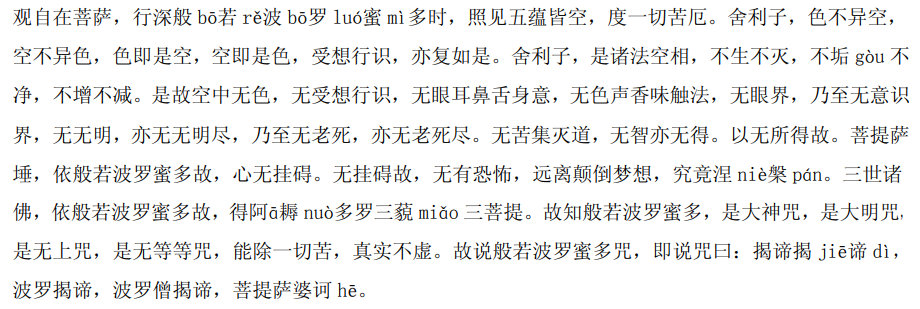 观自在菩萨，行深般 bō若 rě波 bō罗 luó蜜 mì多时，照见五蕴皆空，度一切苦厄。舍利子，色不异空，
空不异色，色即是空，空即是色，受想行识，亦复如是。舍利子，是诸法空相，不生不灭，不垢 gòu 不
净，不增不减。是故空中无色，无受想行识，无眼耳鼻舌身意，无色声香味触法，无眼界，乃至无意识
界，无无明，亦无无明尽，乃至无老死，亦无老死尽。无苦集灭道，无智亦无得。以无所得故。菩提萨
埵，依般若波罗蜜多故，心无挂碍。无挂碍故，无有恐怖，远离颠倒梦想，究竟涅 niè槃 pán。三世诸
佛，依般若波罗蜜多故，得阿ā耨 nuò多罗三藐 miǎo 三菩提。故知般若波罗蜜多，是大神咒，是大明咒，
是无上咒，是无等等咒，能除一切苦，真实不虚。故说般若波罗蜜多咒，即说咒曰：揭谛揭 jiē谛 dì，
波罗揭谛，波罗僧揭谛，菩提萨婆诃 hē。